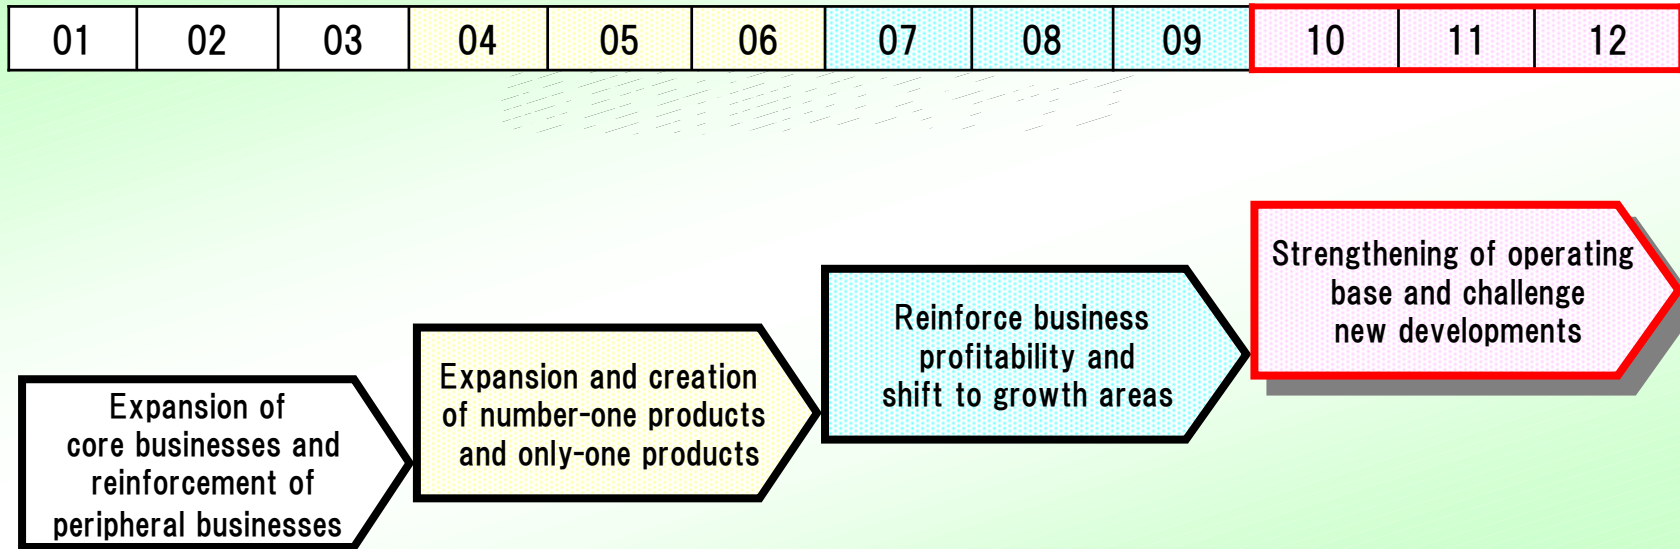 01 02 03 04 05 06 07 08 09 10 11 12
Expansion of
core businesses and
reinforcement of
peripheral businesses
Expansion and creation
of number-one products
and only-one products
Reinforce business
profitability and
shift to growth areas
Strengthening of operating
base and challenge
new developments